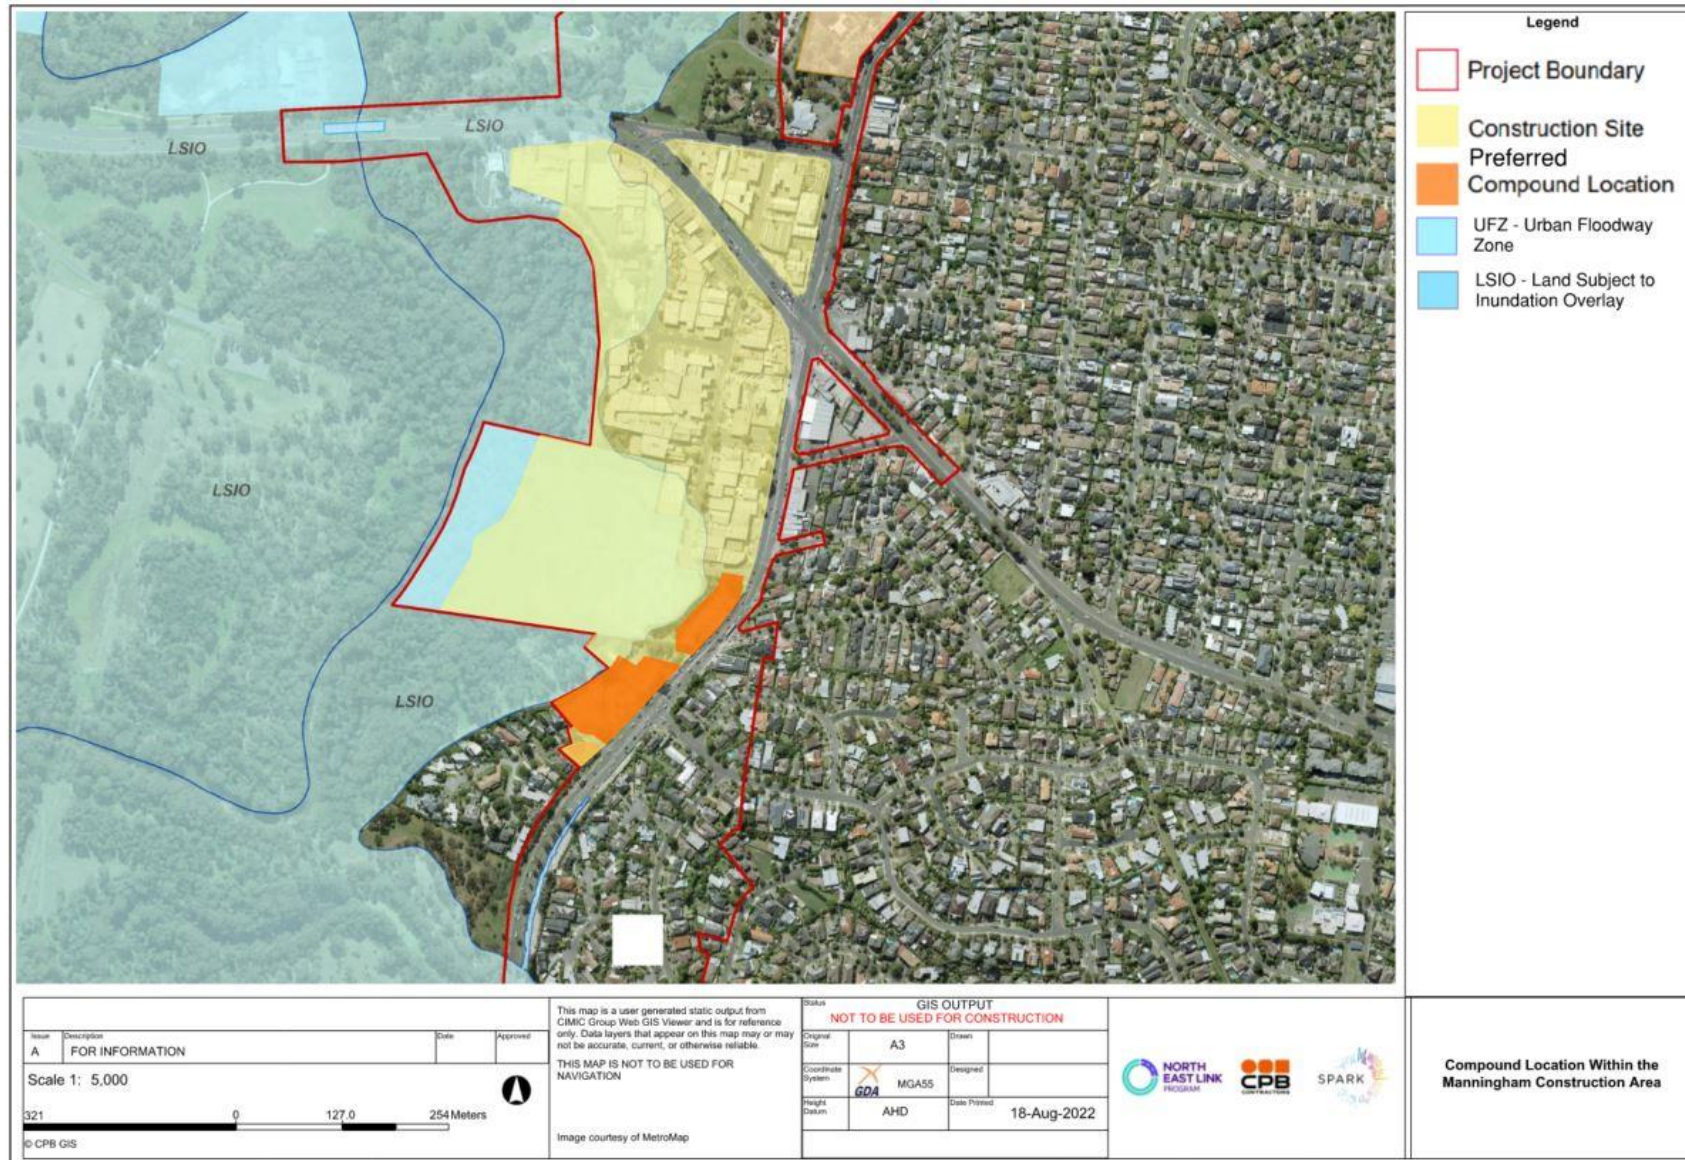 LSIO
LSIO
LSIO
LSIO
Legend
Project Boundary
Construction Site
Preferred
Compound Location
UFZ - Urban Floodway
Zone
LSIO - Land Subject to
Inundation Overlay
Issue Description Date Approved
A FOR INFORMATION
Scale 1: 5,000
321 0 127.0 254 Meters
© CPB GIS
This map is a user generated static output from
CIMIC Group Web GIS Viewer and is for reference
only. Data layers that appear on this map may or may
not be accurate, current, or otherwise reliable.
THIS MAP IS NOT TO BE USED FOR
NAVIGATION
Image courtesy of MetroMap
Status GIS OUTPUT
NOT TO BE USED FOR CONSTRUCTION
Original
Size A3 Drawn
Coordinate
System GDA MGA55 Designed
Height
Datum AHD Date Printed 18-Aug-2022
NORTH
EAST LINK
PROGRAM
CPB
CONTRACTORS
SPARK
Compound Location Within the
Manningham Construction Area